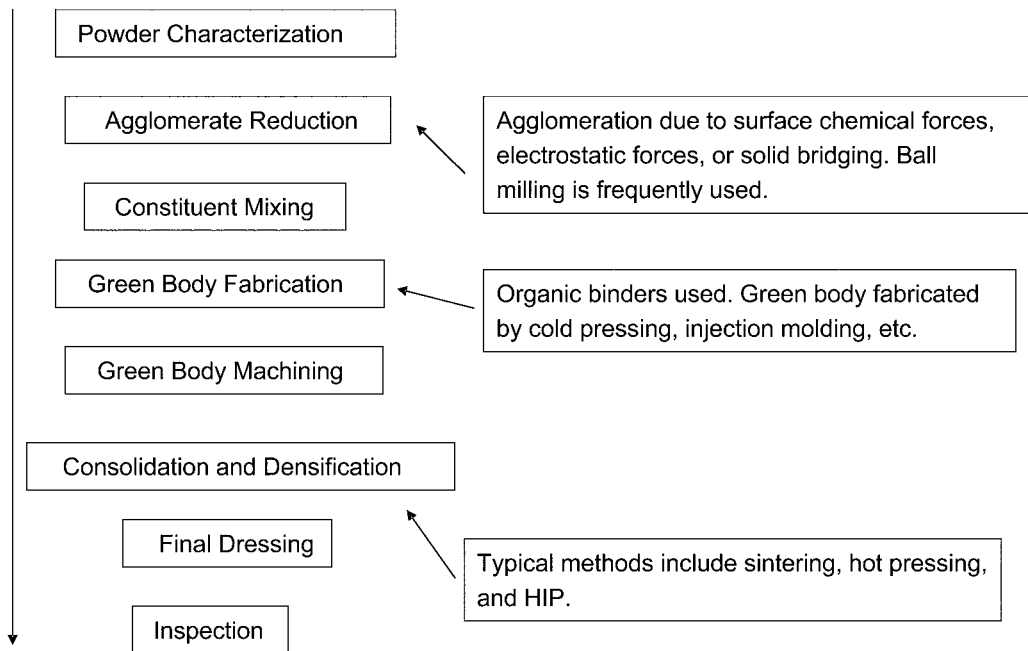 Powder Characterization
Agglomerate Reduction
Agglomeration due to surface chemical forces,
electrostatic forces, or solid bridging. Ball
milling is frequently used.
Constituent Mixing
Green Body Fabrication
Organic binders used. Green body fabricated
by cold pressing, injection molding, etc.
Green Body Machining
Consolidation and Densification
Final Dressing
Typical methods include sintering, hot pressing,
and HIP.
Inspection